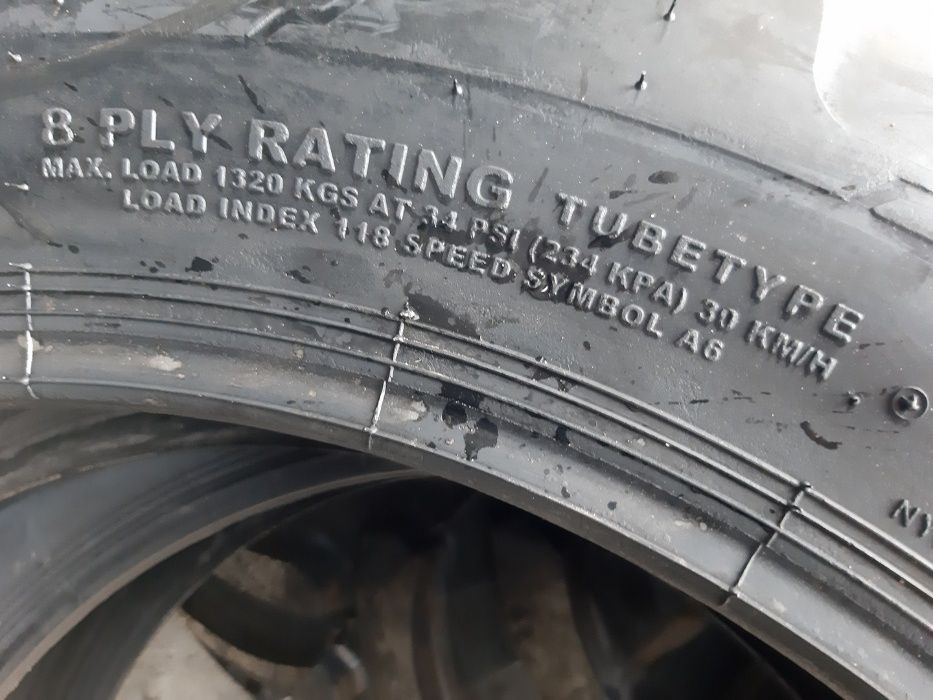 8 PLY RATING TUBETYPE
MAX. LOAD 1320 KGS AT 34 PSI (234 KPA) 30 KM/H
LOAD INDEX 118 SPEED SYMBOL A6